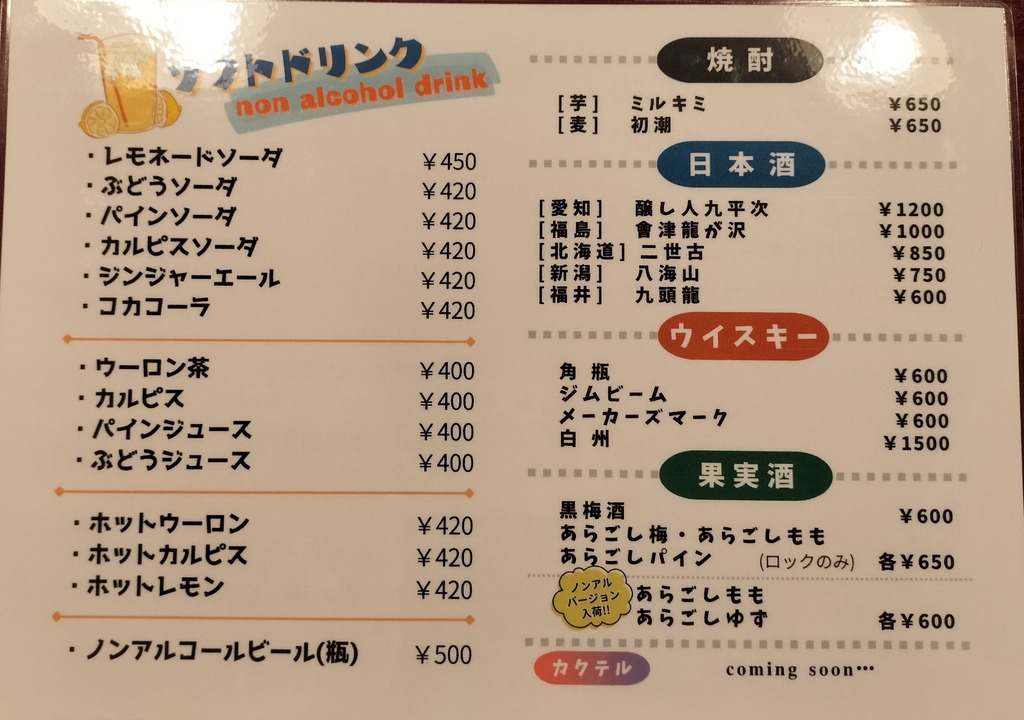 ソフトドリンク
non alcohol drink
・レモネードソーダ ￥450
・ぶどうソーダ ￥420
・パインソーダ ￥420
・カルピスソーダ ￥420
・ジンジャーエール ￥420
・コカコーラ ￥420
・ウーロン茶 ￥400
・カルピス ￥400
・パインジュース ￥400
・ぶどうジュース ￥400
・ホットウーロン ￥420
・ホットカルピス ￥420
・ホットレモン ￥420
・ノンアルコールビール(瓶) ￥500
焼酎
[芋] ミルキミ ￥650
[麦] 初潮 ￥650
日本酒
[愛知] 醸し人九平次 ￥1200
[福島] 會津龍が沢 ￥1000
[北海道] 二世古 ￥850
[新潟] 八海山 ￥750
[福井] 九頭龍 ￥600
ウイスキー
角瓶 ￥600
ジムビーム ￥600
メーカーズマーク ￥600
白州 ￥1500
果実酒
黒梅酒 ￥600
あらごし梅・あらごしもも
あらごしパイン (ロックのみ) 各￥650
ノンアル
バージョン
入荷!!
あらごしもも
あらごしゆず 各￥600
カクテル coming soon…